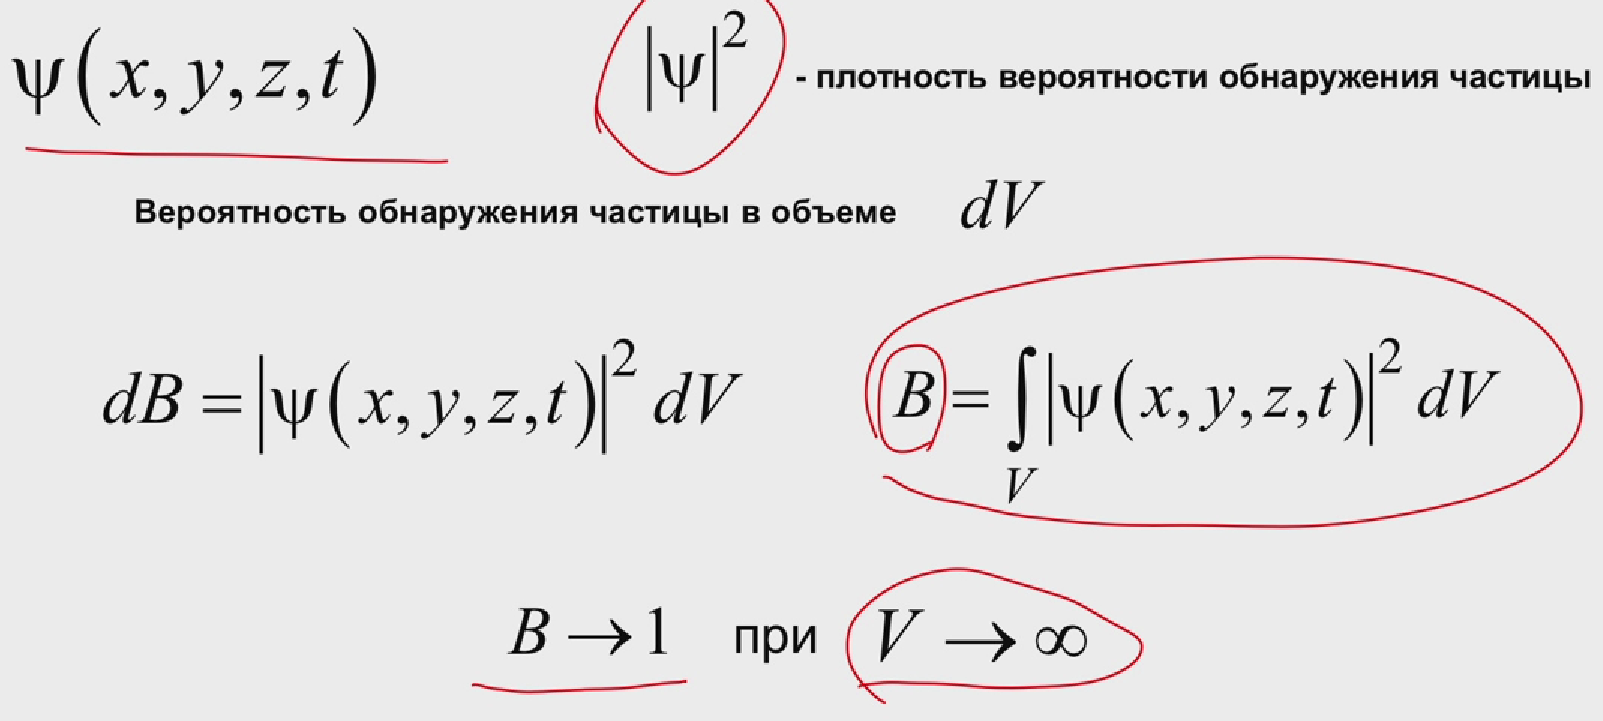 ψ(x, y, z, t) |ψ|² - плотность вероятности обнаружения частицы
Вероятность обнаружения частицы в объеме dV
dB = |ψ(x, y, z, t)|² dV B = ∫_V |ψ(x, y, z, t)|² dV
B → 1 при V → ∞